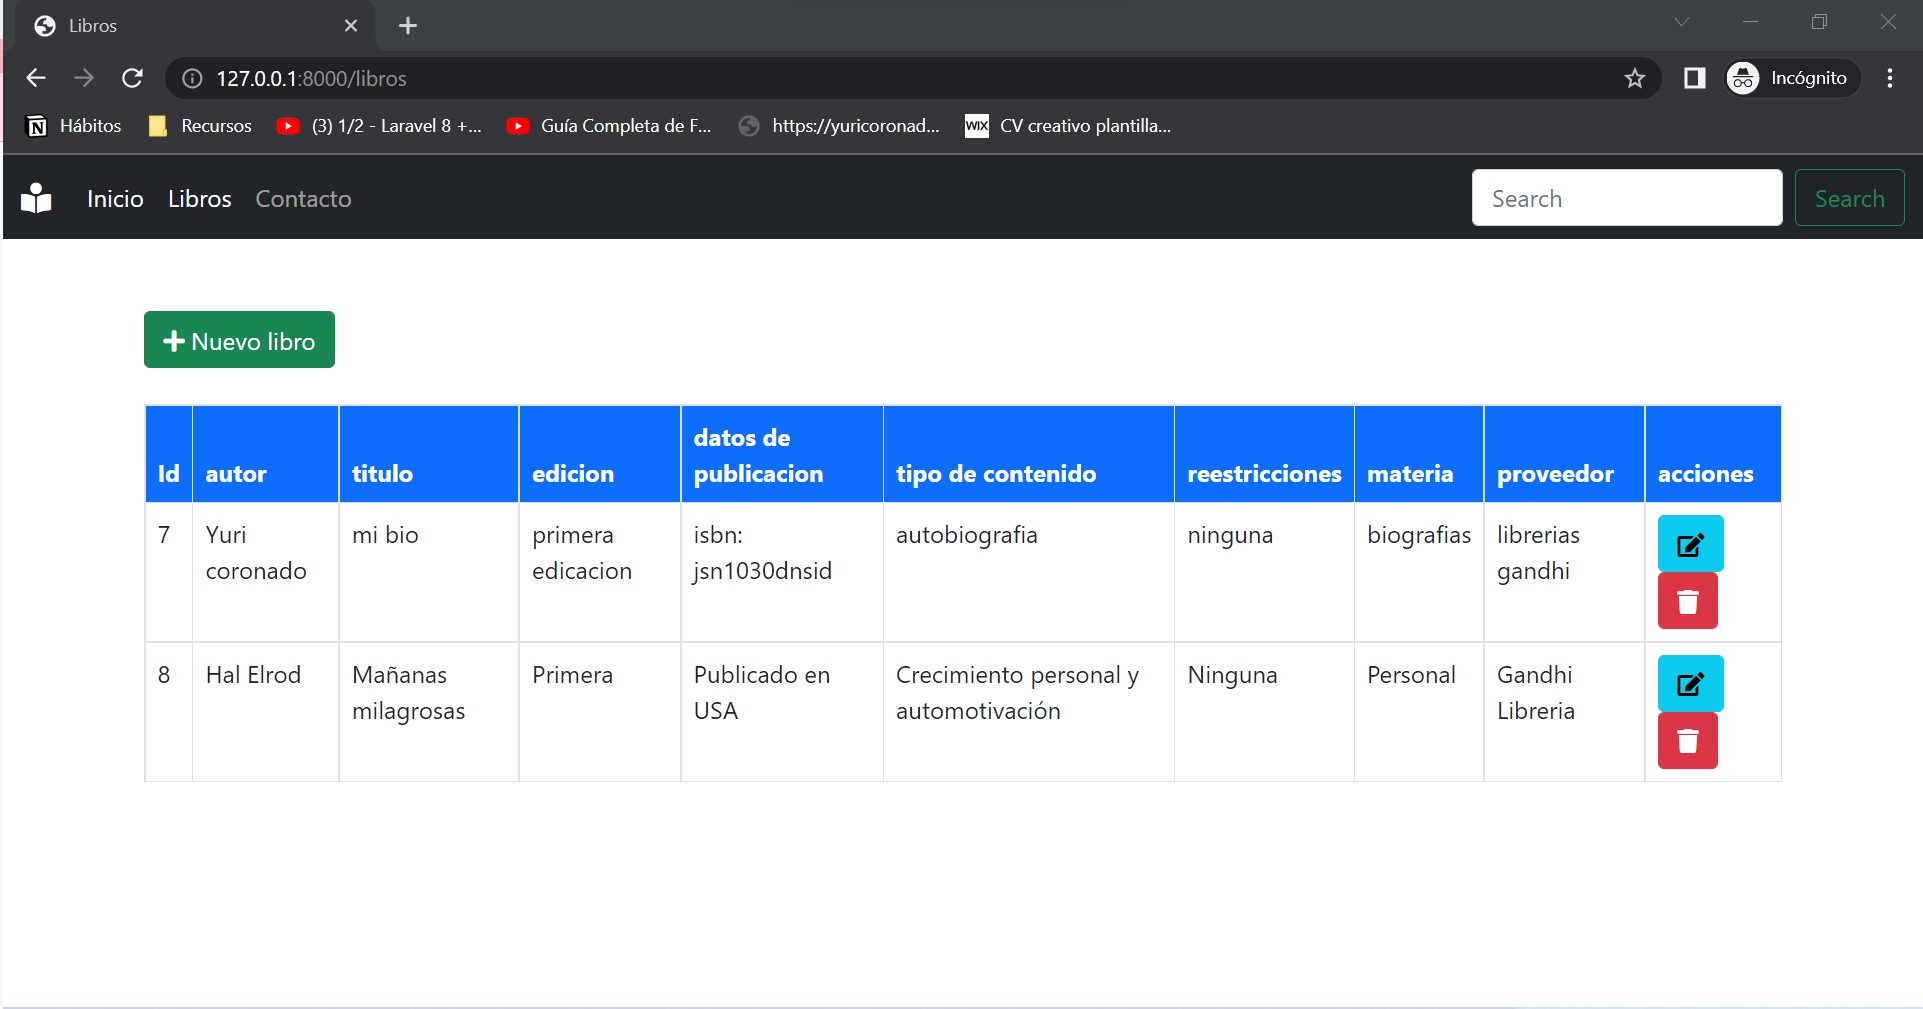 Libros
127.0.0.1:8000/libros
Incógnito
Hábitos Recursos (3) 1/2 - Laravel 8 +... Guía Completa de F... https://yuricoronad... WIX CV creativo plantilla...
Inicio Libros Contacto Search Search
Nuevo libro
Id autor titulo edicion datos de publicacion tipo de contenido reestricciones materia proveedor acciones
7 Yuri coronado mi bio primera edicacion isbn: jsn1030dnsid autobiografia ninguna biografias librerias gandhi
8 Hal Elrod Mañanas milagrosas Primera Publicado en USA Crecimiento personal y automotivación Ninguna Personal Gandhi Libreria